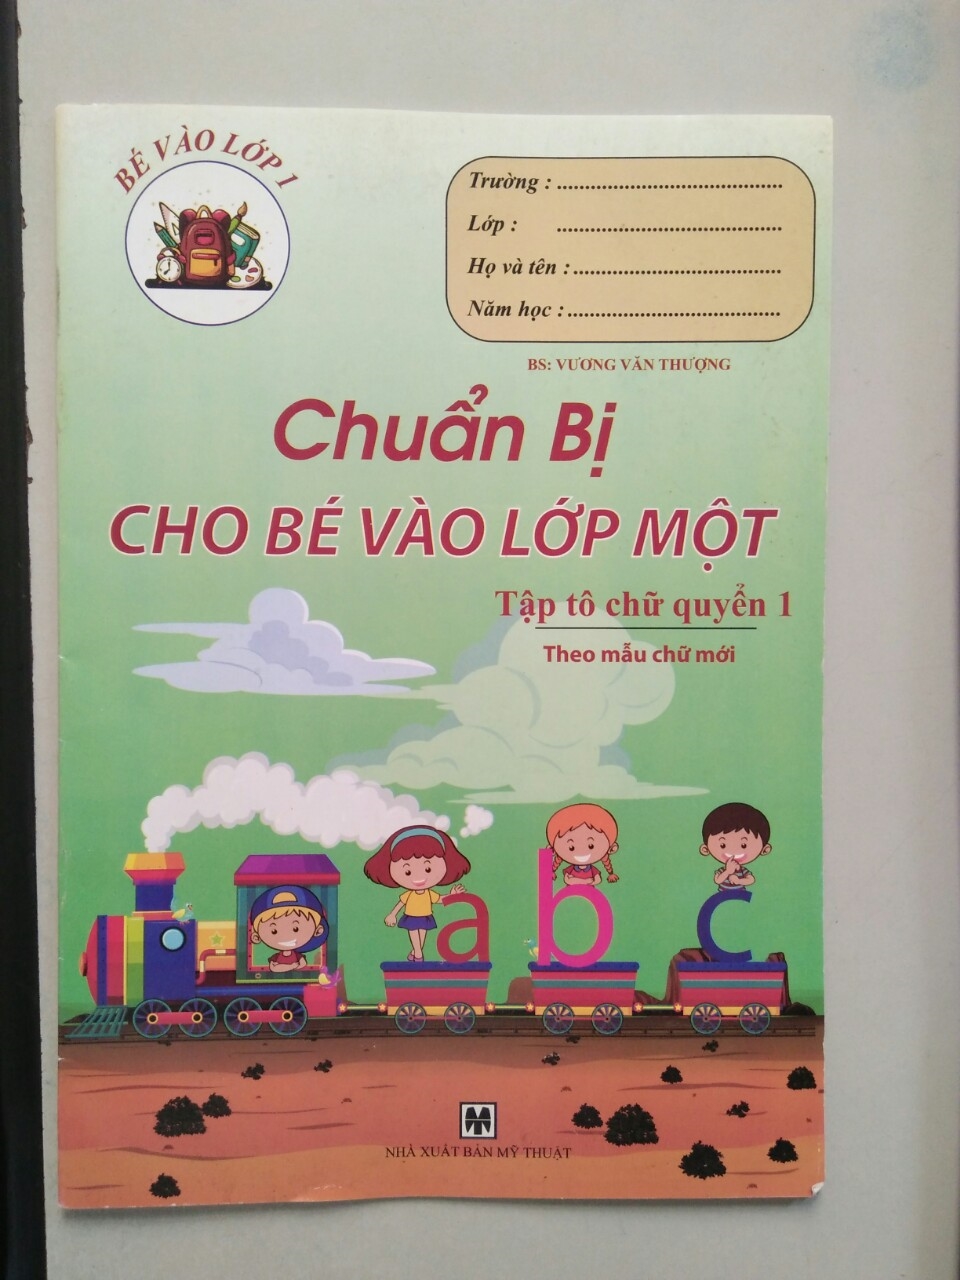 BÉ VÀO LỚP 1
Trường : ........................................
Lớp : ........................................
Họ và tên : .....................................
Năm học : ......................................
BS: VƯƠNG VĂN THƯỢNG
Chuẩn Bị
CHO BÉ VÀO LỚP MỘT
Tập tô chữ quyển 1
Theo mẫu chữ mới
a b c
NHÀ XUẤT BẢN MỸ THUẬT